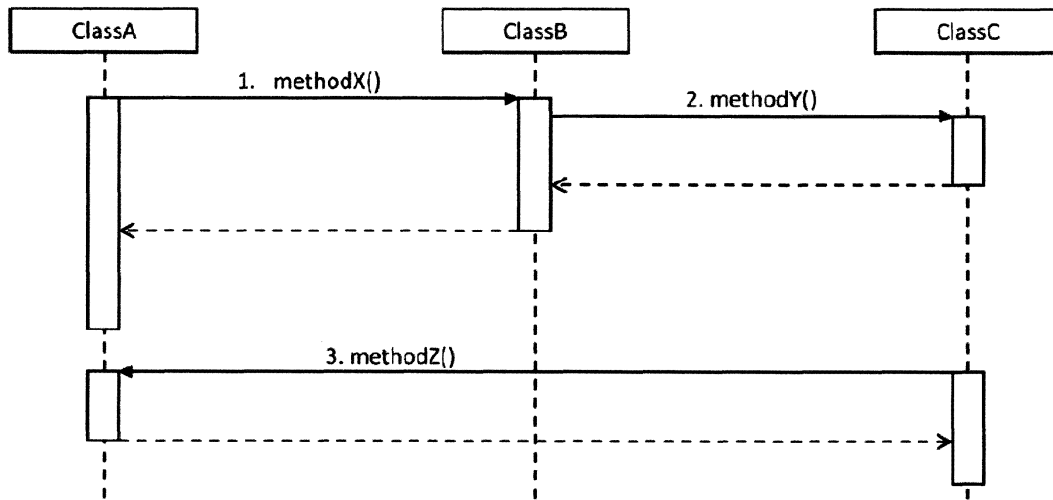 ClassA
ClassB
ClassC
1. methodX()
2. methodY()
3. methodZ()